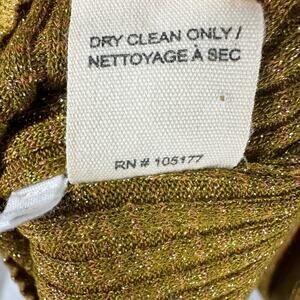 DRY CLEAN ONLY /
NETTOYAGE À SEC
RN # 105177